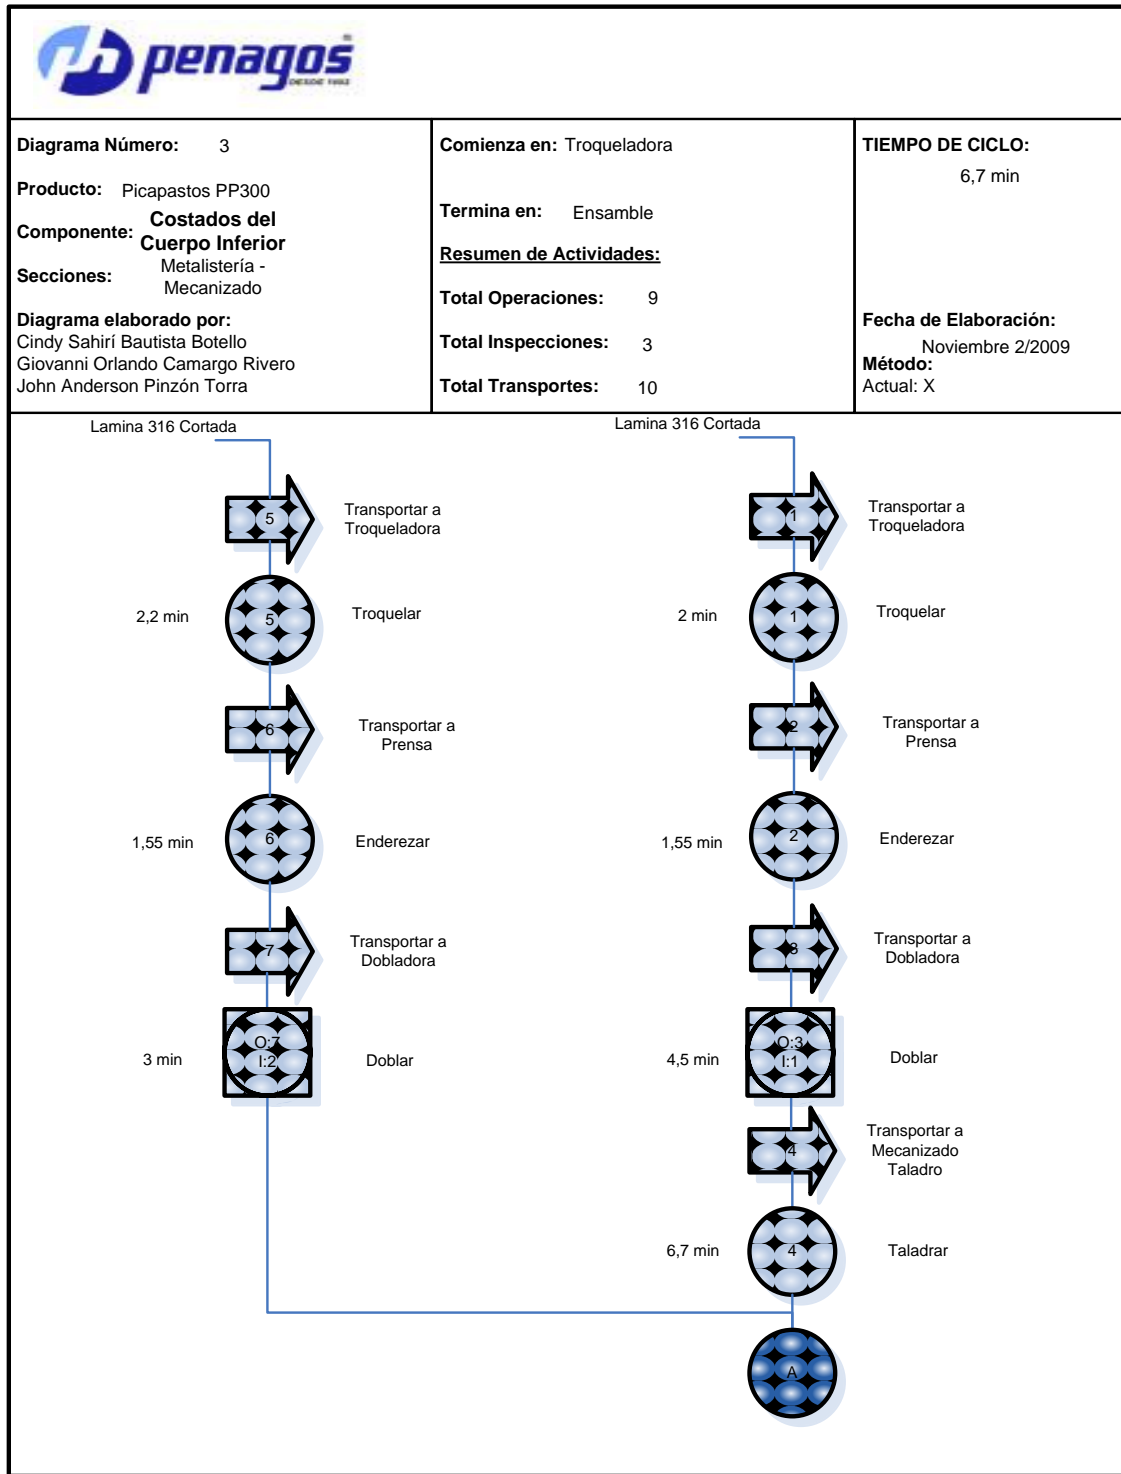 penagos
DESDE 1892
Diagrama Número: 3
Producto: Picapastos PP300
Componente: Costados del
Cuerpo Inferior
Secciones: Metalistería -
Mecanizado
Diagrama elaborado por:
Cindy Sahirí Bautista Botello
Giovanni Orlando Camargo Rivero
John Anderson Pinzón Torra
Comienza en: Troqueladora
Termina en: Ensamble
Resumen de Actividades:
Total Operaciones: 9
Total Inspecciones: 3
Total Transportes: 10
TIEMPO DE CICLO:
6,7 min
Fecha de Elaboración:
Noviembre 2/2009
Método:
Actual: X
Lamina 316 Cortada
5
Transportar a
Troqueladora
2,2 min
5
Troquelar
6
Transportar a
Prensa
1,55 min
6
Enderezar
7
Transportar a
Dobladora
3 min
O:7
I:2
Doblar
Lamina 316 Cortada
1
Transportar a
Troqueladora
2 min
1
Troquelar
2
Transportar a
Prensa
1,55 min
2
Enderezar
3
Transportar a
Dobladora
4,5 min
O:3
I:1
Doblar
4
Transportar a
Mecanizado
Taladro
6,7 min
4
Taladrar
A